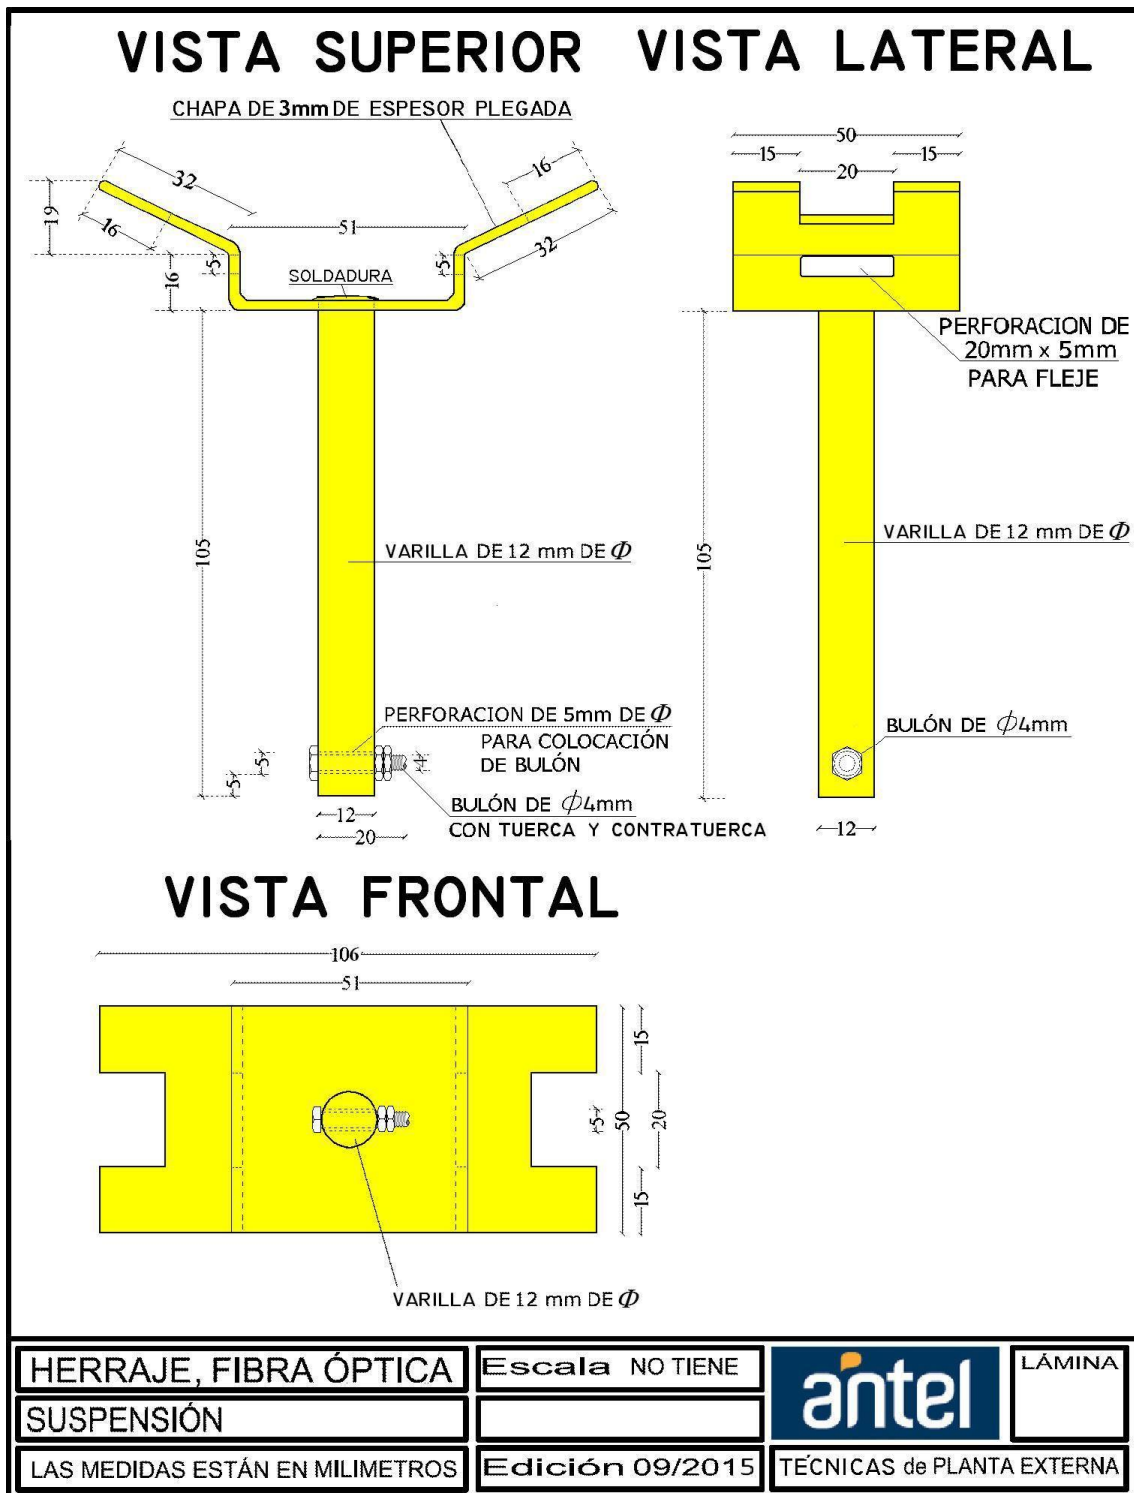 VISTA SUPERIOR
VISTA LATERAL
CHAPA DE 3mm DE ESPESOR PLEGADA
32
16
19
16
51
32
5
5
16
SOLDADURA
50
15
15
20
PERFORACION DE
20mm x 5mm
PARA FLEJE
105
VARILLA DE 12 mm DE Φ
105
VARILLA DE 12 mm DE Φ
PERFORACION DE 5mm DE Φ
PARA COLOCACIÓN
DE BULÓN
5
5
4
12
20
BULÓN DE ϕ4mm
CON TUERCA Y CONTRATUERCA
BULÓN DE ϕ4mm
12
VISTA FRONTAL
106
51
15
5
50
20
15
VARILLA DE 12 mm DE Φ
HERRAJE, FIBRA ÓPTICA
SUSPENSIÓN
LAS MEDIDAS ESTÁN EN MILIMETROS
Escala NO TIENE
Edición 09/2015
antel
LÁMINA
TÉCNICAS de PLANTA EXTERNA